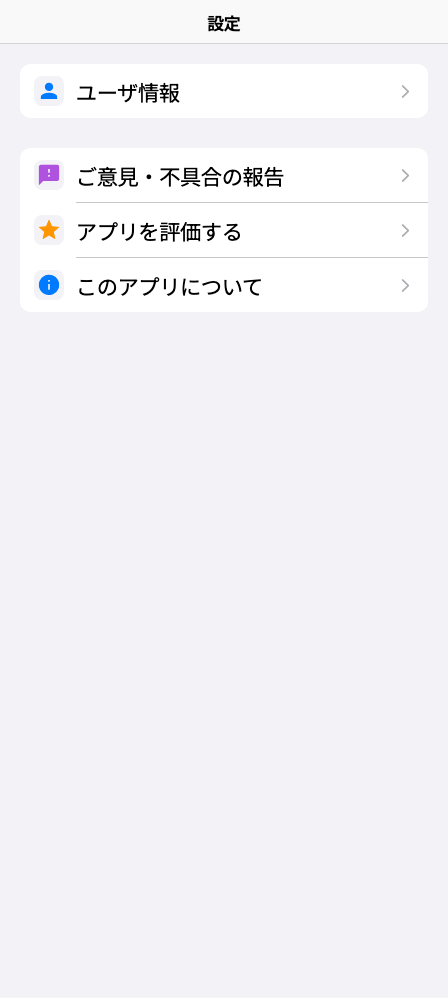 設定
ユーザ情報
ご意見・不具合の報告
アプリを評価する
このアプリについて